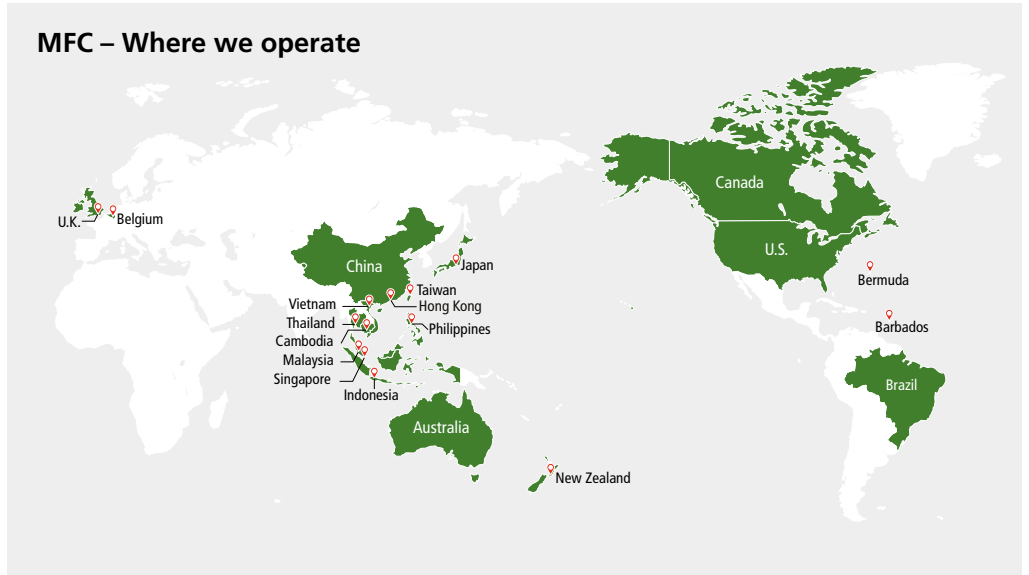 MFC – Where we operate
Canada
U.K.
Belgium
U.S.
China
Japan
Bermuda
Taiwan
Vietnam
Hong Kong
Thailand
Philippines
Barbados
Cambodia
Malaysia
Singapore
Brazil
Indonesia
Australia
New Zealand